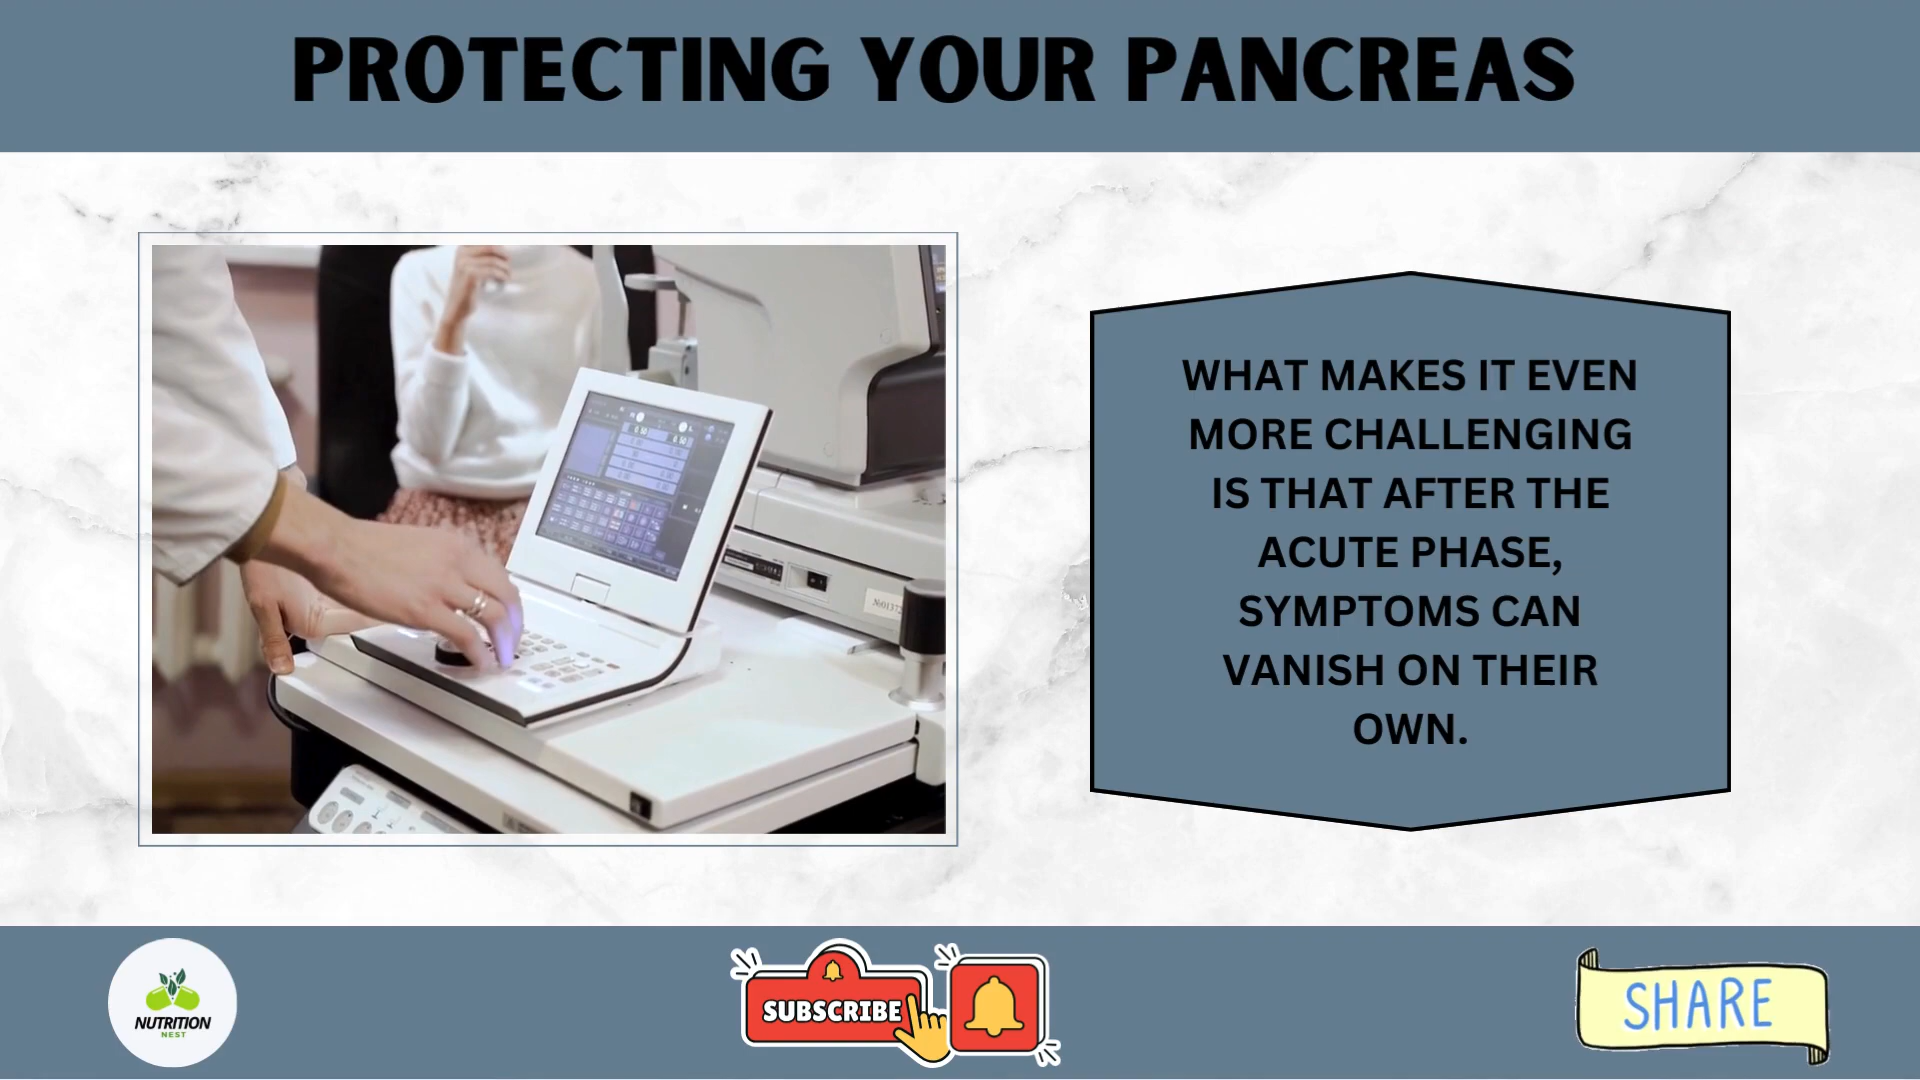 PROTECTING YOUR PANCREAS
WHAT MAKES IT EVEN
MORE CHALLENGING
IS THAT AFTER THE
ACUTE PHASE,
SYMPTOMS CAN
VANISH ON THEIR
OWN.
NUTRITION
NEST
SUBSCRIBE
SHARE